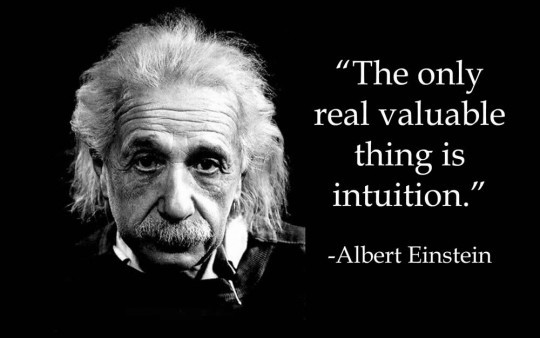 “The only
real valuable
thing is
intuition.”
-Albert Einstein